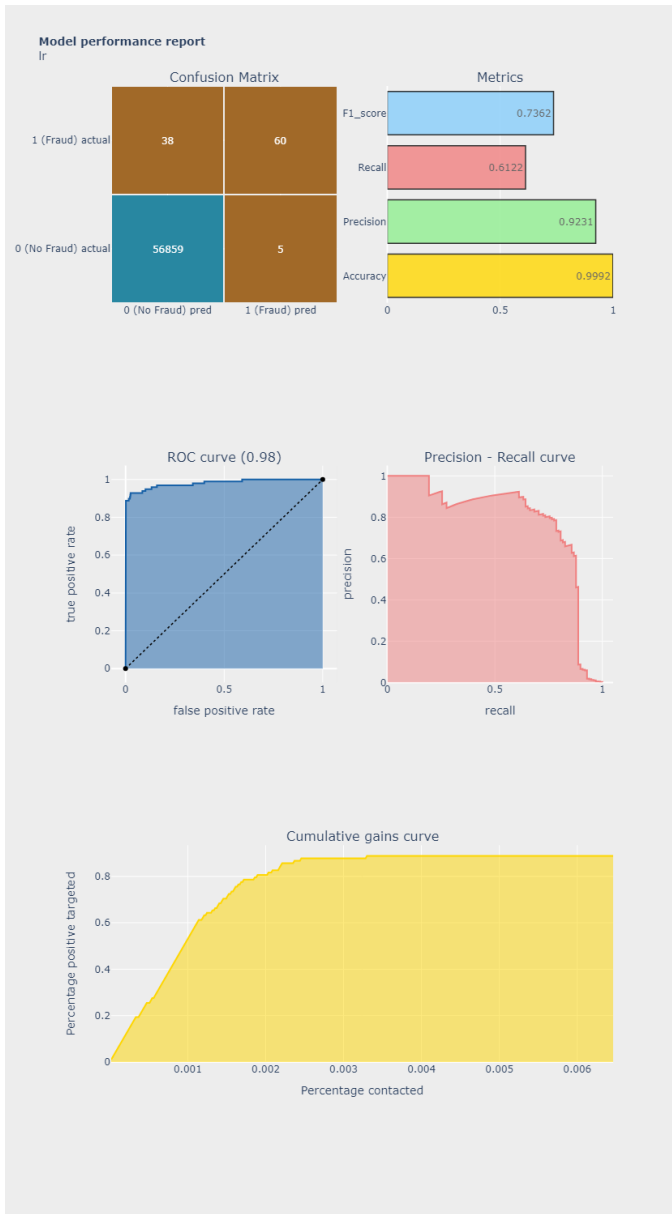 Model performance report
lr
Confusion Matrix
1 (Fraud) actual
38
60
0 (No Fraud) actual
56859
5
0 (No Fraud) pred
1 (Fraud) pred
Metrics
F1_score
0.7362
Recall
0.6122
Precision
0.9231
Accuracy
0.9992
0
0.5
1
ROC curve (0.98)
true positive rate
1
0.8
0.6
0.4
0.2
0
0
0.5
1
false positive rate
Precision - Recall curve
precision
1
0.8
0.6
0.4
0.2
0
0
0.5
1
recall
Cumulative gains curve
Percentage positive targeted
0.8
0.6
0.4
0.2
0
0.001
0.002
0.003
0.004
0.005
0.006
Percentage contacted